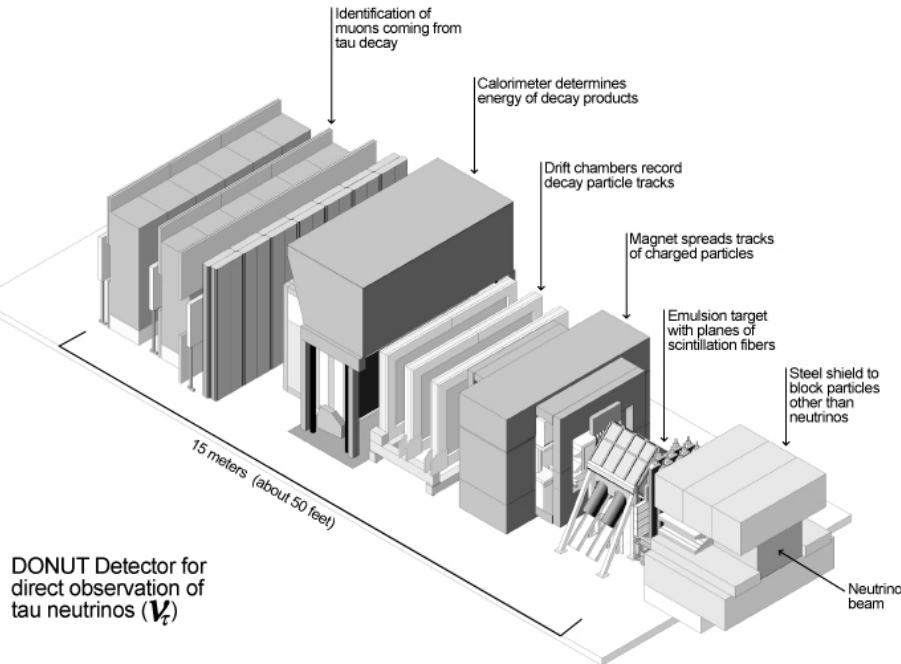 Identification of
muons coming from
tau decay
Calorimeter determines
energy of decay products
Drift chambers record
decay particle tracks
Magnet spreads tracks
of charged particles
Emulsion target
with planes of
scintillation fibers
Steel shield to
block particles
other than
neutrinos
15 meters (about 50 feet)
Neutrino
beam
DONUT Detector for
direct observation of
tau neutrinos (ντ)